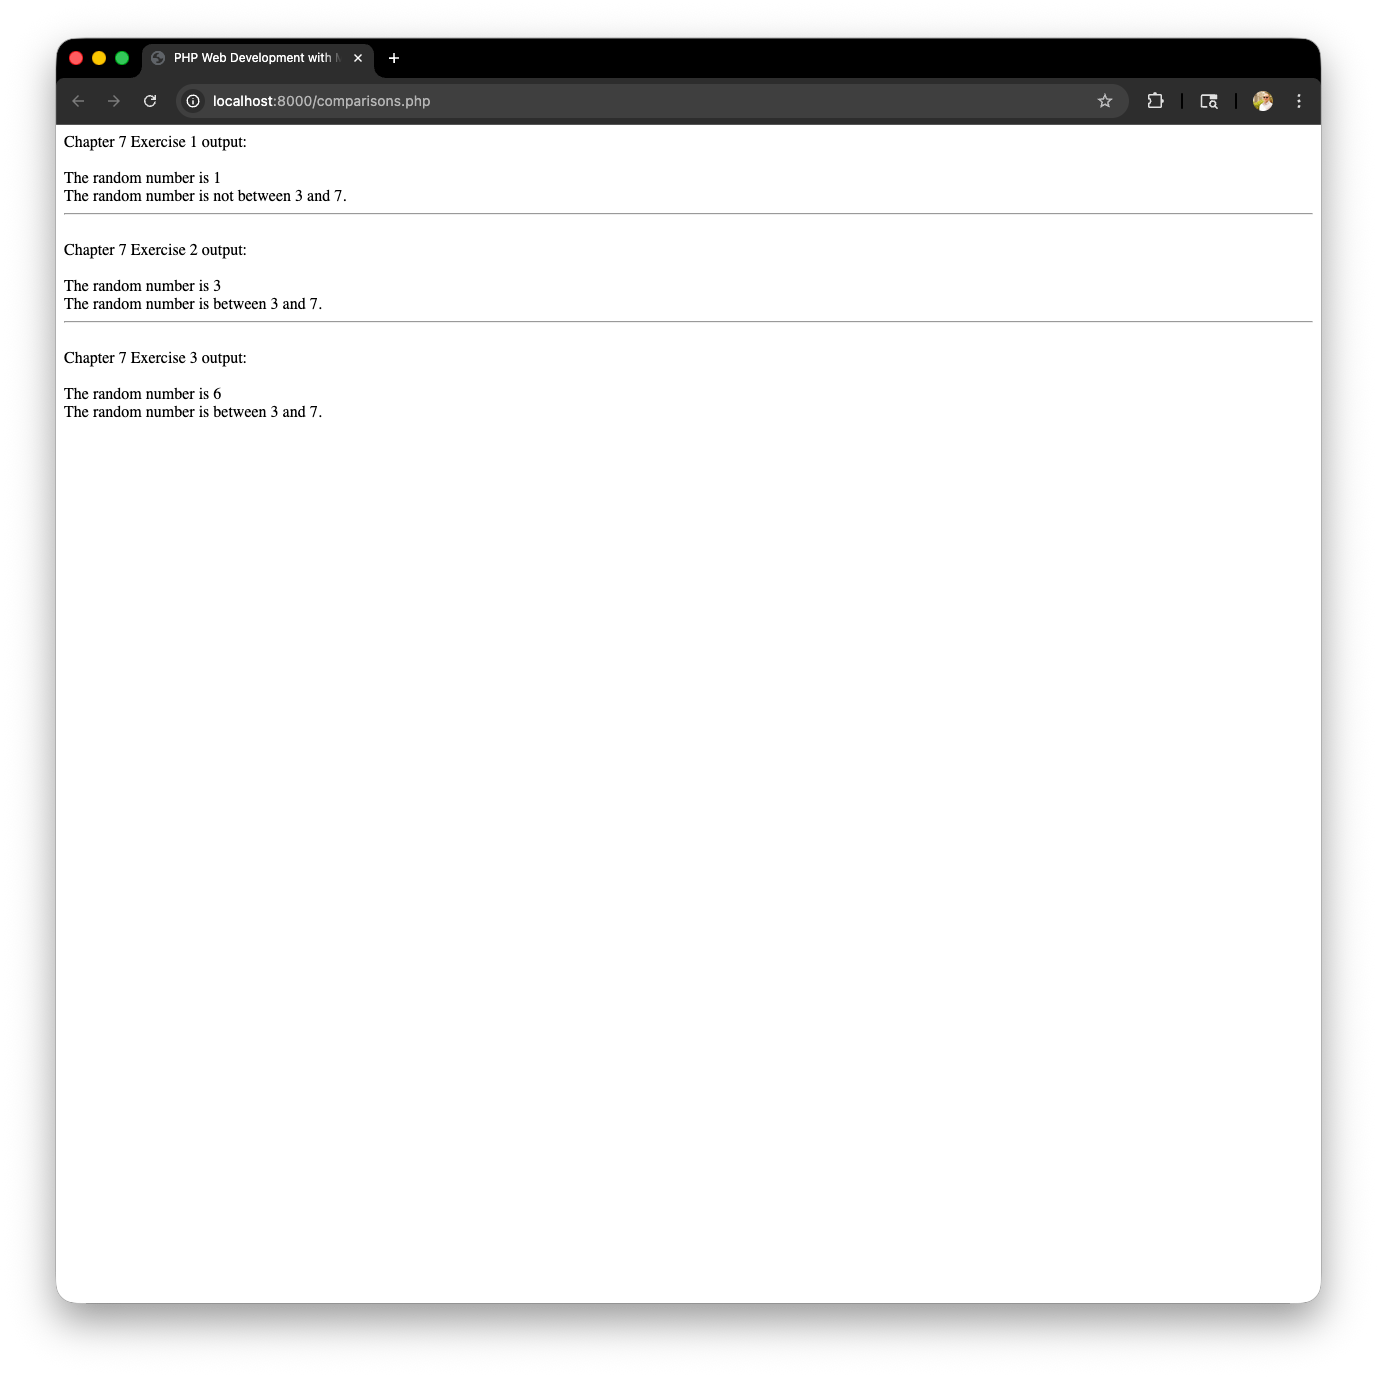 PHP Web Development with
localhost:8000/comparisons.php
Chapter 7 Exercise 1 output:
The random number is 1
The random number is not between 3 and 7.
Chapter 7 Exercise 2 output:
The random number is 3
The random number is between 3 and 7.
Chapter 7 Exercise 3 output:
The random number is 6
The random number is between 3 and 7.